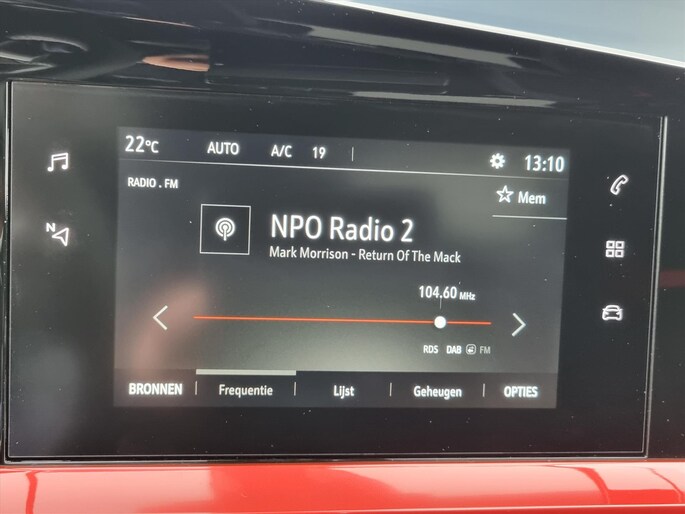 22°C AUTO A/C 19 13:10
RADIO . FM
Mem
N
NPO Radio 2
Mark Morrison - Return Of The Mack
104.60 MHz
RDS DAB FM
BRONNEN Frequentie Lijst Geheugen OPTIES